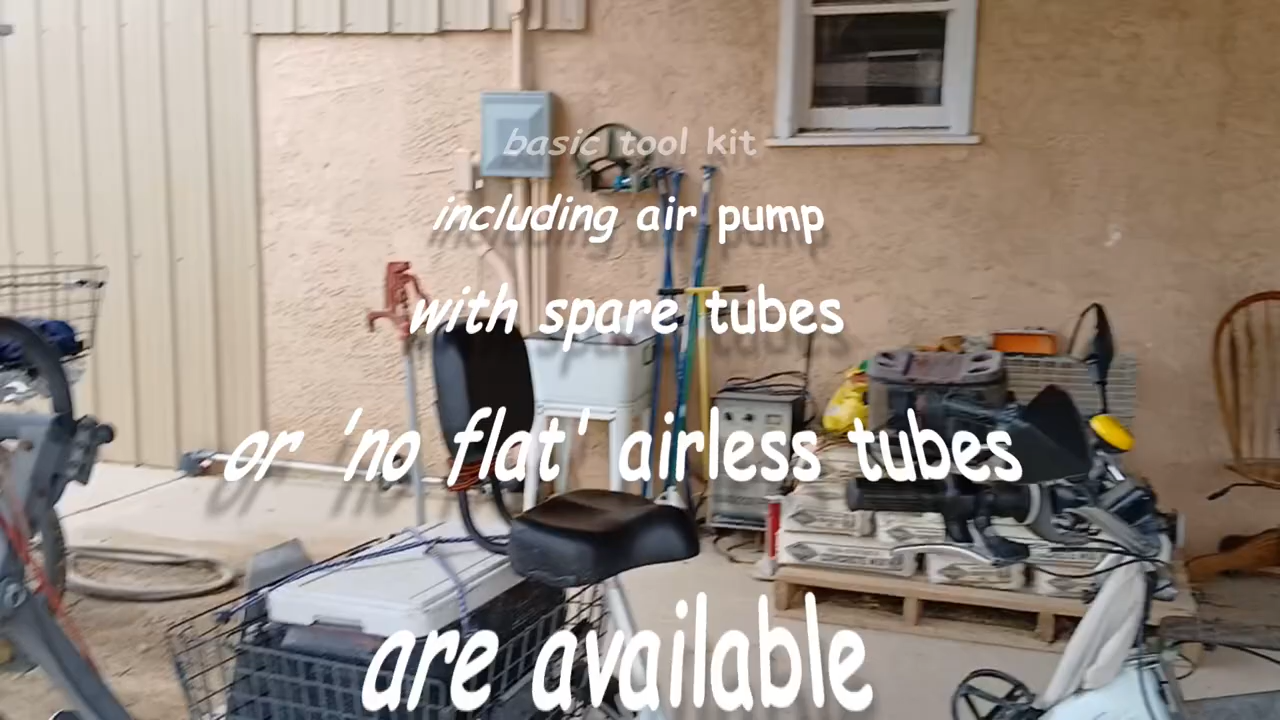 basic tool kit
including air pump
with spare tubes
or 'no flat' airless tubes
are available